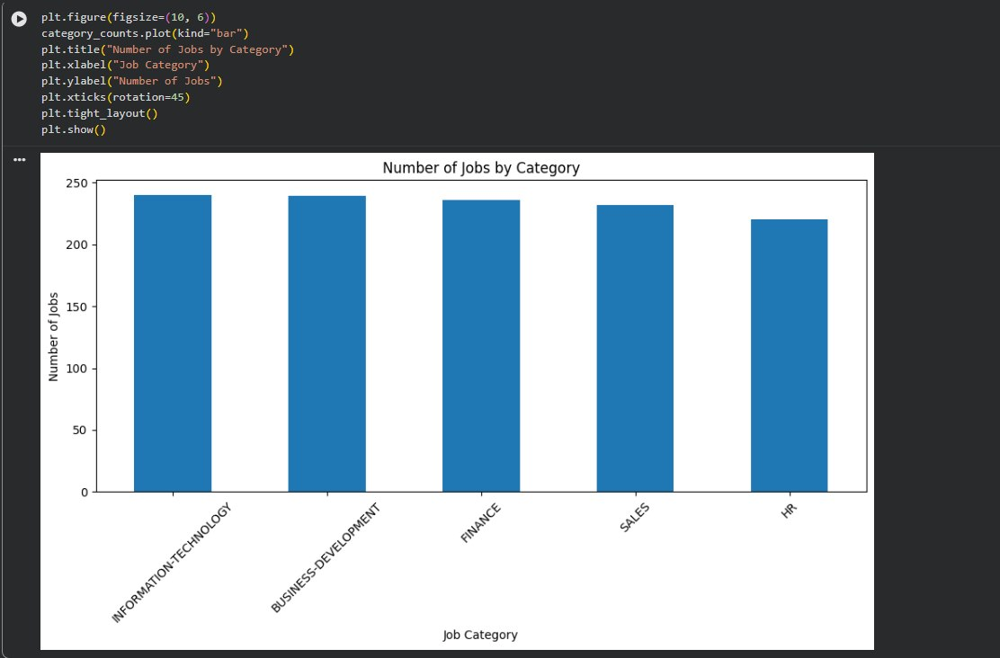 plt.figure(figsize=(10, 6))
category_counts.plot(kind="bar")
plt.title("Number of Jobs by Category")
plt.xlabel("Job Category")
plt.ylabel("Number of Jobs")
plt.xticks(rotation=45)
plt.tight_layout()
plt.show()
Number of Jobs by Category
250
200
150
100
50
0
Number of Jobs
INFORMATION-TECHNOLOGY
BUSINESS-DEVELOPMENT
FINANCE
SALES
HR
Job Category